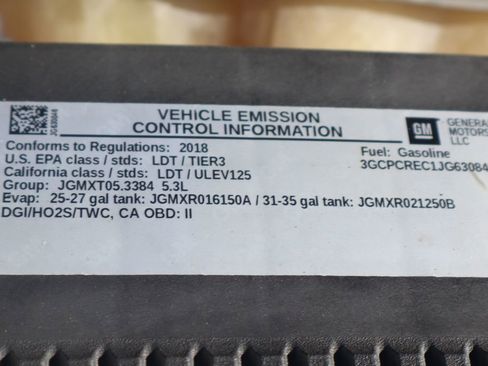 VEHICLE EMISSION
CONTROL INFORMATION
GM
GENERAL
MOTORS
LLC
Conforms to Regulations: 2018
Fuel: Gasoline
U.S. EPA class / stds: LDT / TIER3
3GCPCREC1JG63084
California class / stds: LDT / ULEV125
Group: JGMXT05.3384 5.3L
Evap: 25-27 gal tank: JGMXR016150A / 31-35 gal tank: JGMXR021250B
DGI/HO2S/TWC, CA OBD: II